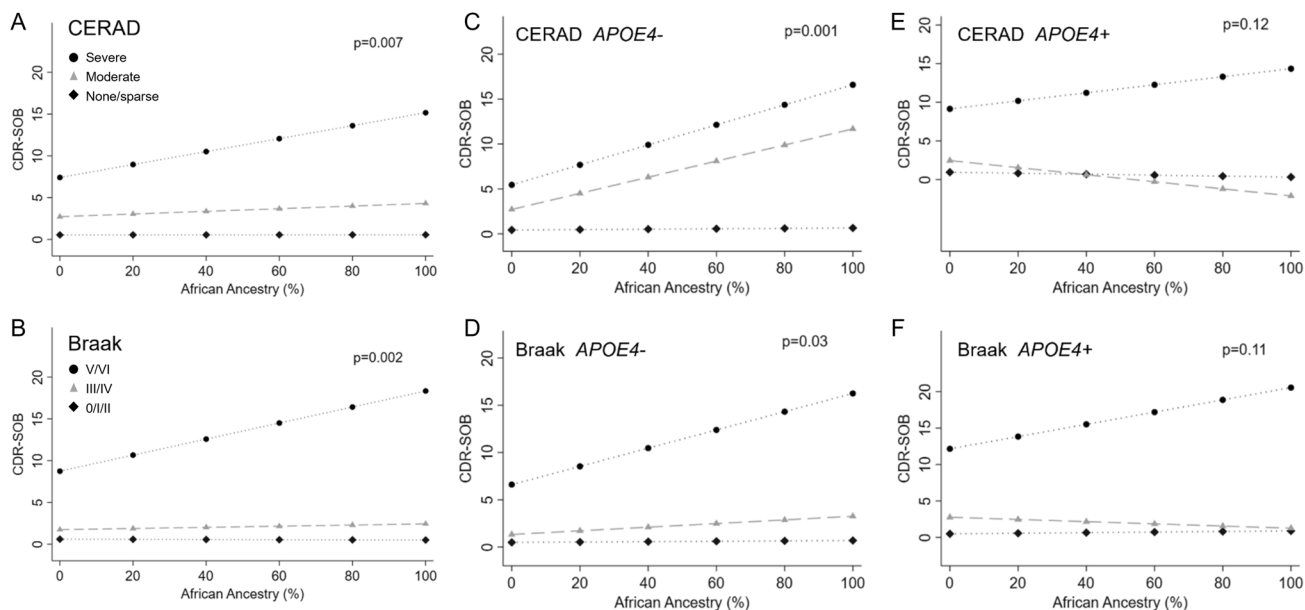 A
CERAD
p=0.007
Severe
Moderate
None/sparse
CDR-SOB
20
15
10
5
0
0 20 40 60 80 100
African Ancestry (%)
C
CERAD APOE4-
p=0.001
CDR-SOB
20
15
10
5
0
0 20 40 60 80 100
African Ancestry (%)
E
CERAD APOE4+
p=0.12
CDR-SOB
20
15
10
5
0
0 20 40 60 80 100
African Ancestry (%)
B
Braak
p=0.002
V/VI
III/IV
0/I/II
CDR-SOB
20
15
10
5
0
0 20 40 60 80 100
African Ancestry (%)
D
Braak APOE4-
p=0.03
CDR-SOB
20
15
10
5
0
0 20 40 60 80 100
African Ancestry (%)
F
Braak APOE4+
p=0.11
CDR-SOB
20
15
10
5
0
0 20 40 60 80 100
African Ancestry (%)